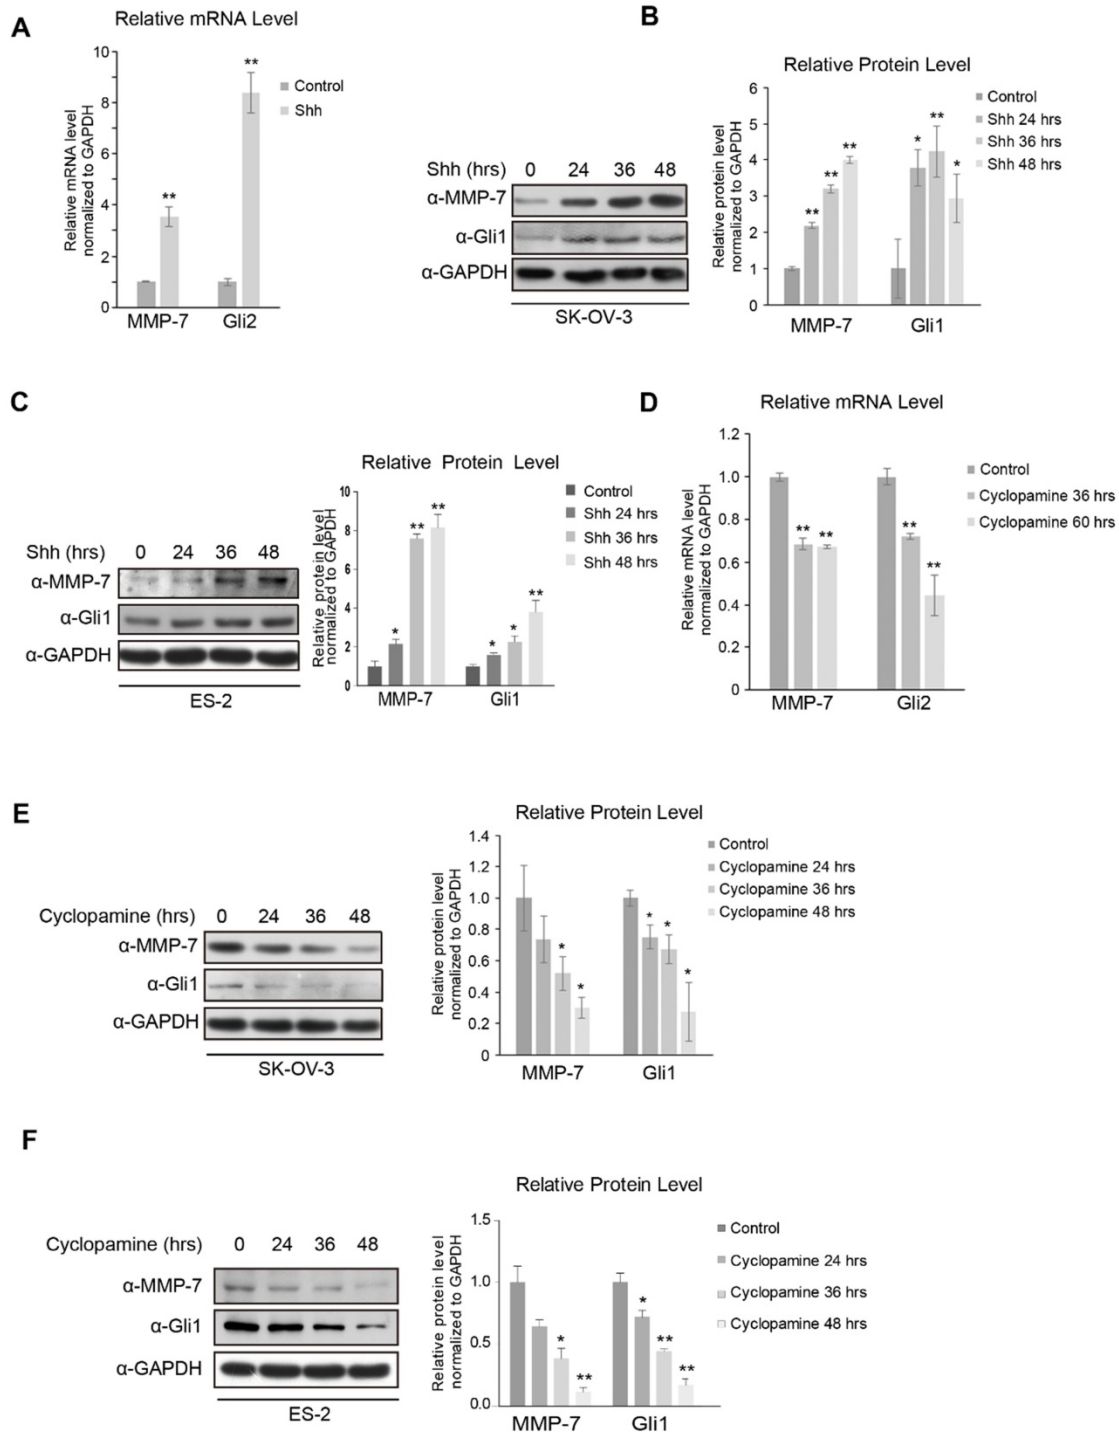 A
Relative mRNA Level
Relative mRNA level
normalized to GAPDH
10
8
6
4
2
0
**
**
MMP-7
Gli2
Control
Shh
B
Shh (hrs) 0 24 36 48
α-MMP-7
α-Gli1
α-GAPDH
SK-OV-3
Relative Protein Level
Relative protein level
normalized to GAPDH
6
5
4
3
2
1
0
** ** **
* ** *
MMP-7
Gli1
Control
Shh 24 hrs
Shh 36 hrs
Shh 48 hrs
C
Shh (hrs) 0 24 36 48
α-MMP-7
α-Gli1
α-GAPDH
ES-2
Relative Protein Level
Relative protein level
normalized to GAPDH
10
8
6
4
2
0
* ** **
* * **
MMP-7
Gli1
Control
Shh 24 hrs
Shh 36 hrs
Shh 48 hrs
D
Relative mRNA Level
Relative mRNA level
normalized to GAPDH
1.2
1.0
0.8
0.6
0.4
0.2
0
** **
** **
MMP-7
Gli2
Control
Cyclopamine 36 hrs
Cyclopamine 60 hrs
E
Cyclopamine (hrs) 0 24 36 48
α-MMP-7
α-Gli1
α-GAPDH
SK-OV-3
Relative Protein Level
Relative protein level
normalized to GAPDH
1.4
1.2
1.0
0.8
0.6
0.4
0.2
0
* *
* * *
MMP-7
Gli1
Control
Cyclopamine 24 hrs
Cyclopamine 36 hrs
Cyclopamine 48 hrs
F
Cyclopamine (hrs) 0 24 36 48
α-MMP-7
α-Gli1
α-GAPDH
ES-2
Relative Protein Level
Relative protein level
normalized to GAPDH
1.5
1.0
0.5
0.0
* **
* ** **
MMP-7
Gli1
Control
Cyclopamine 24 hrs
Cyclopamine 36 hrs
Cyclopamine 48 hrs